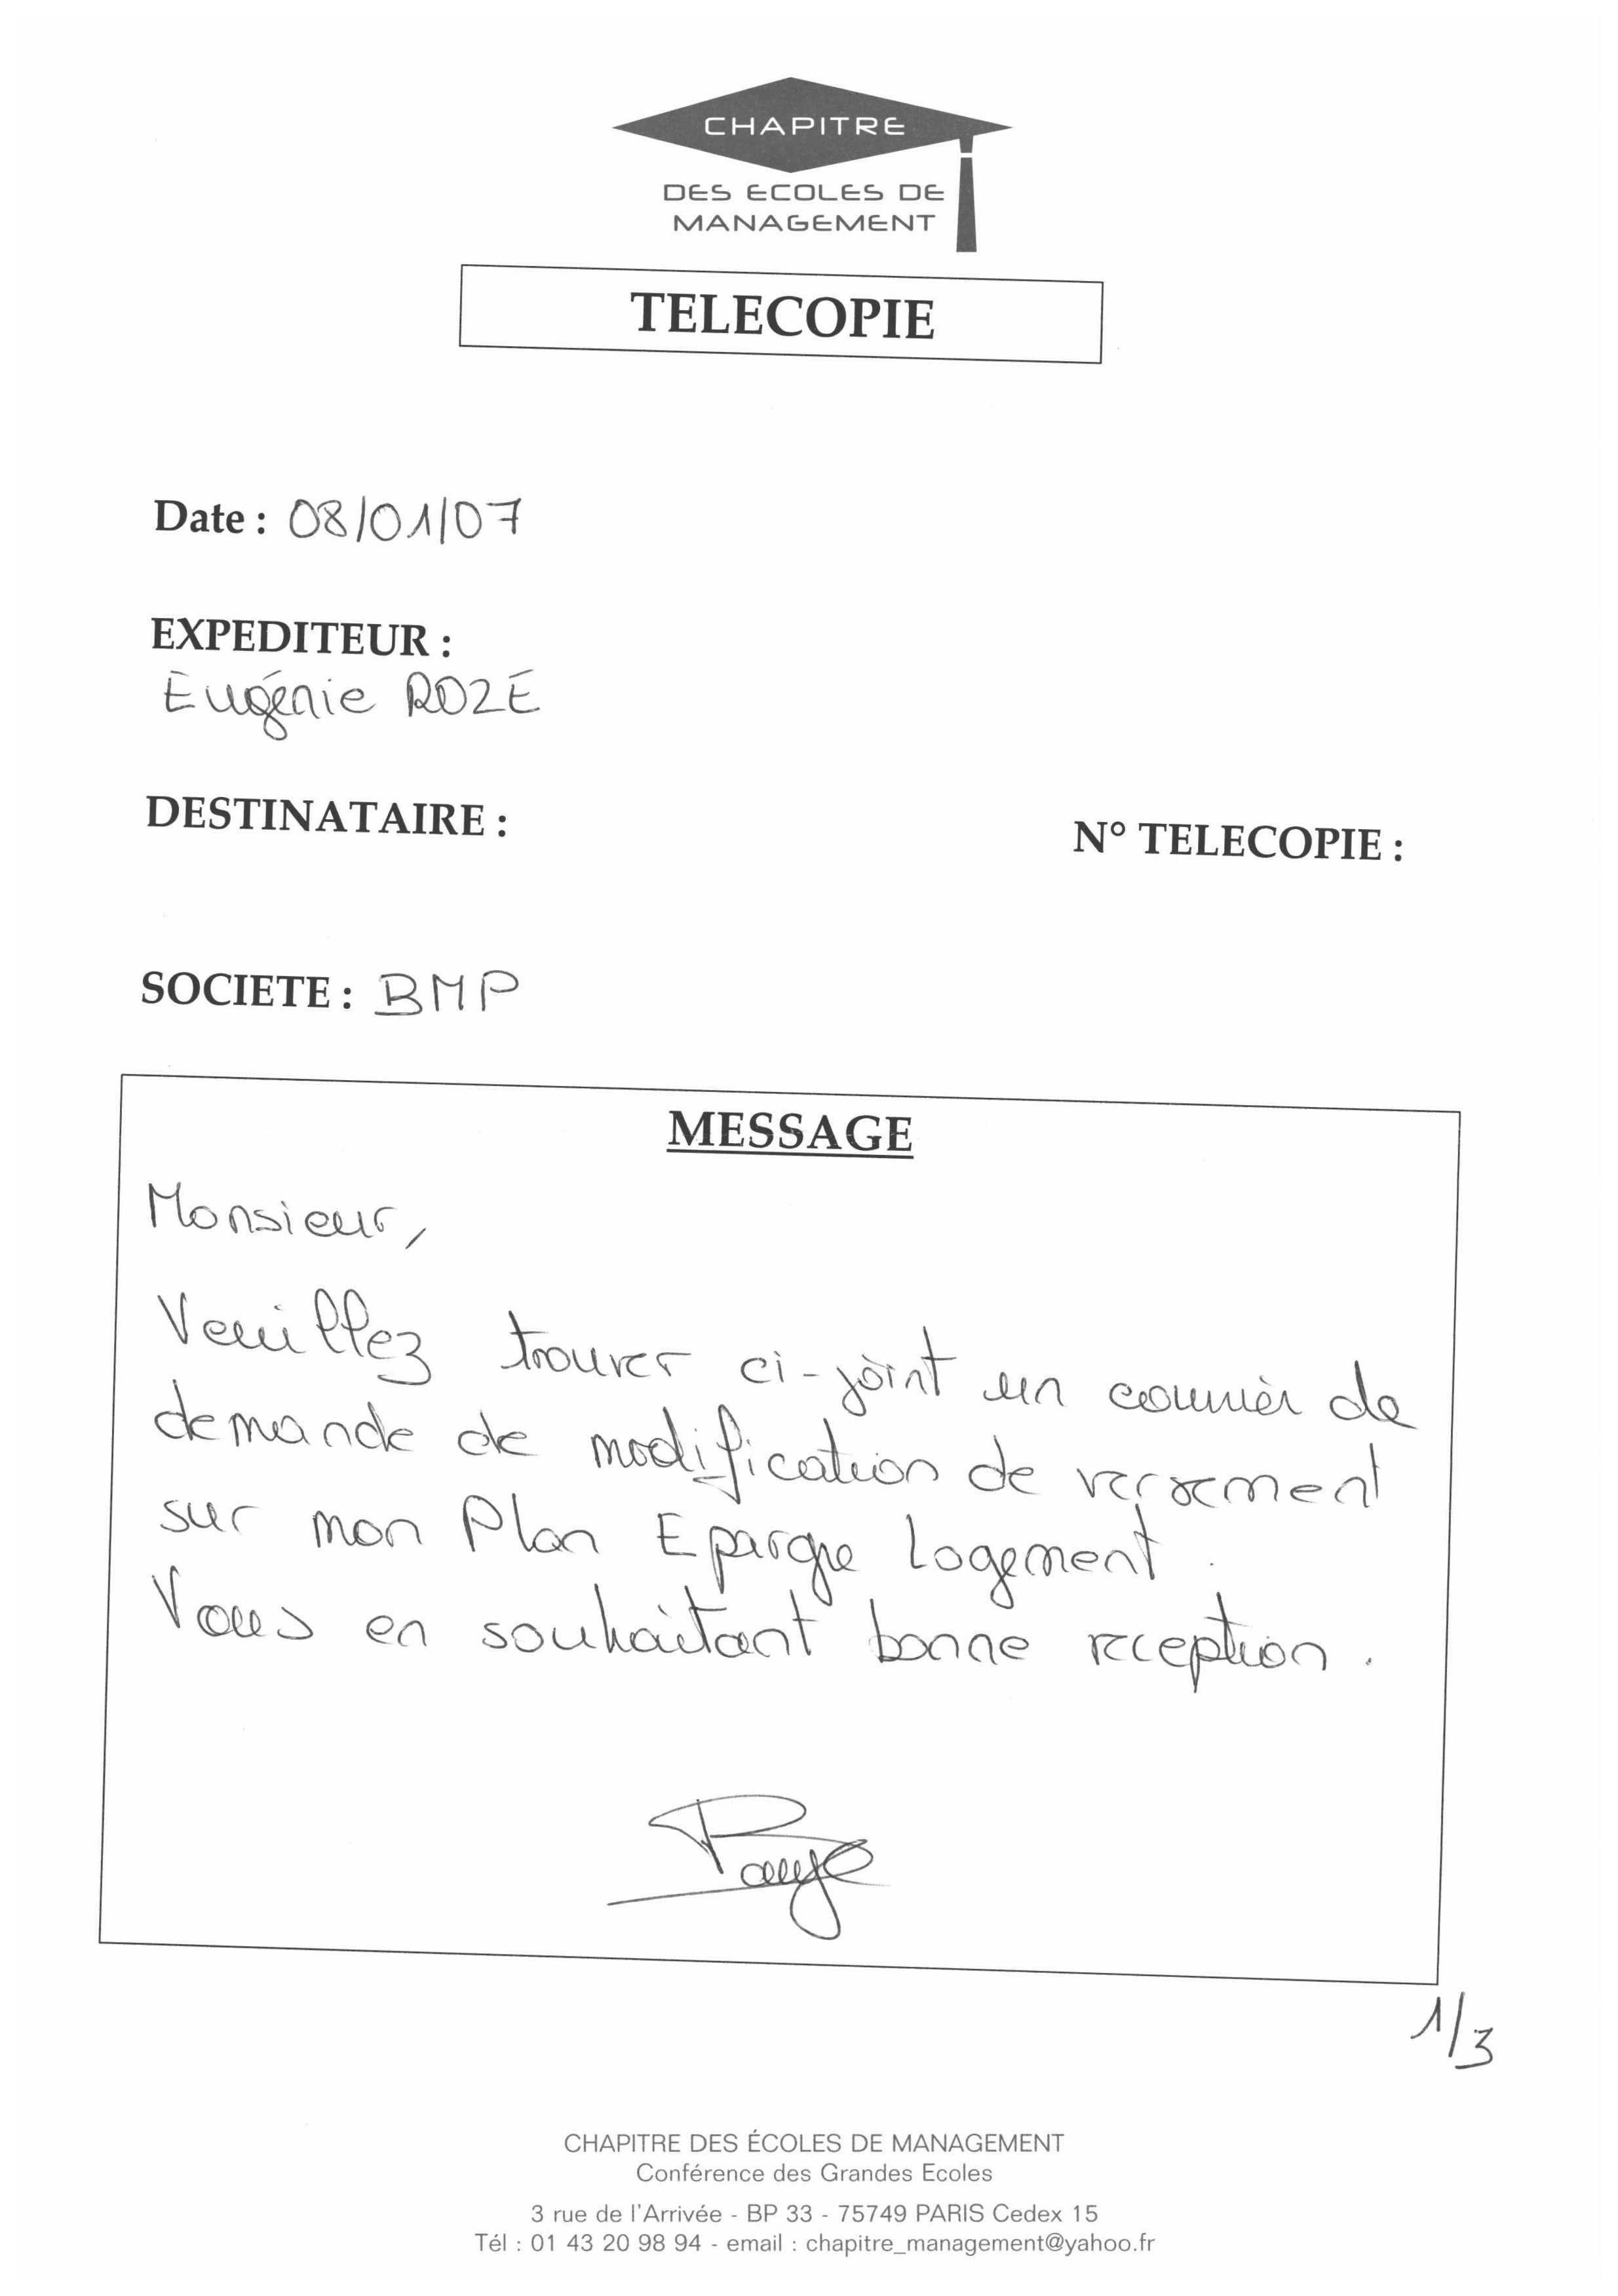 CHAPITRE
DES ECOLES DE
MANAGEMENT
TELECOPIE
Date : 08/01/07
EXPEDITEUR :
Eugénie ROZE
DESTINATAIRE :
N° TELECOPIE :
SOCIETE : BMP
MESSAGE
Monsieur,
Veuillez trouver ci-joint un courrier de
demande de modification de versement
sur mon Plan Epargne Logement.
Vous en souhaitant bonne reception.
1/3
CHAPITRE DES ÉCOLES DE MANAGEMENT
Conférence des Grandes Ecoles
3 rue de l'Arrivée - BP 33 - 75749 PARIS Cedex 15
Tél : 01 43 20 98 94 - email : chapitre_management@yahoo.fr